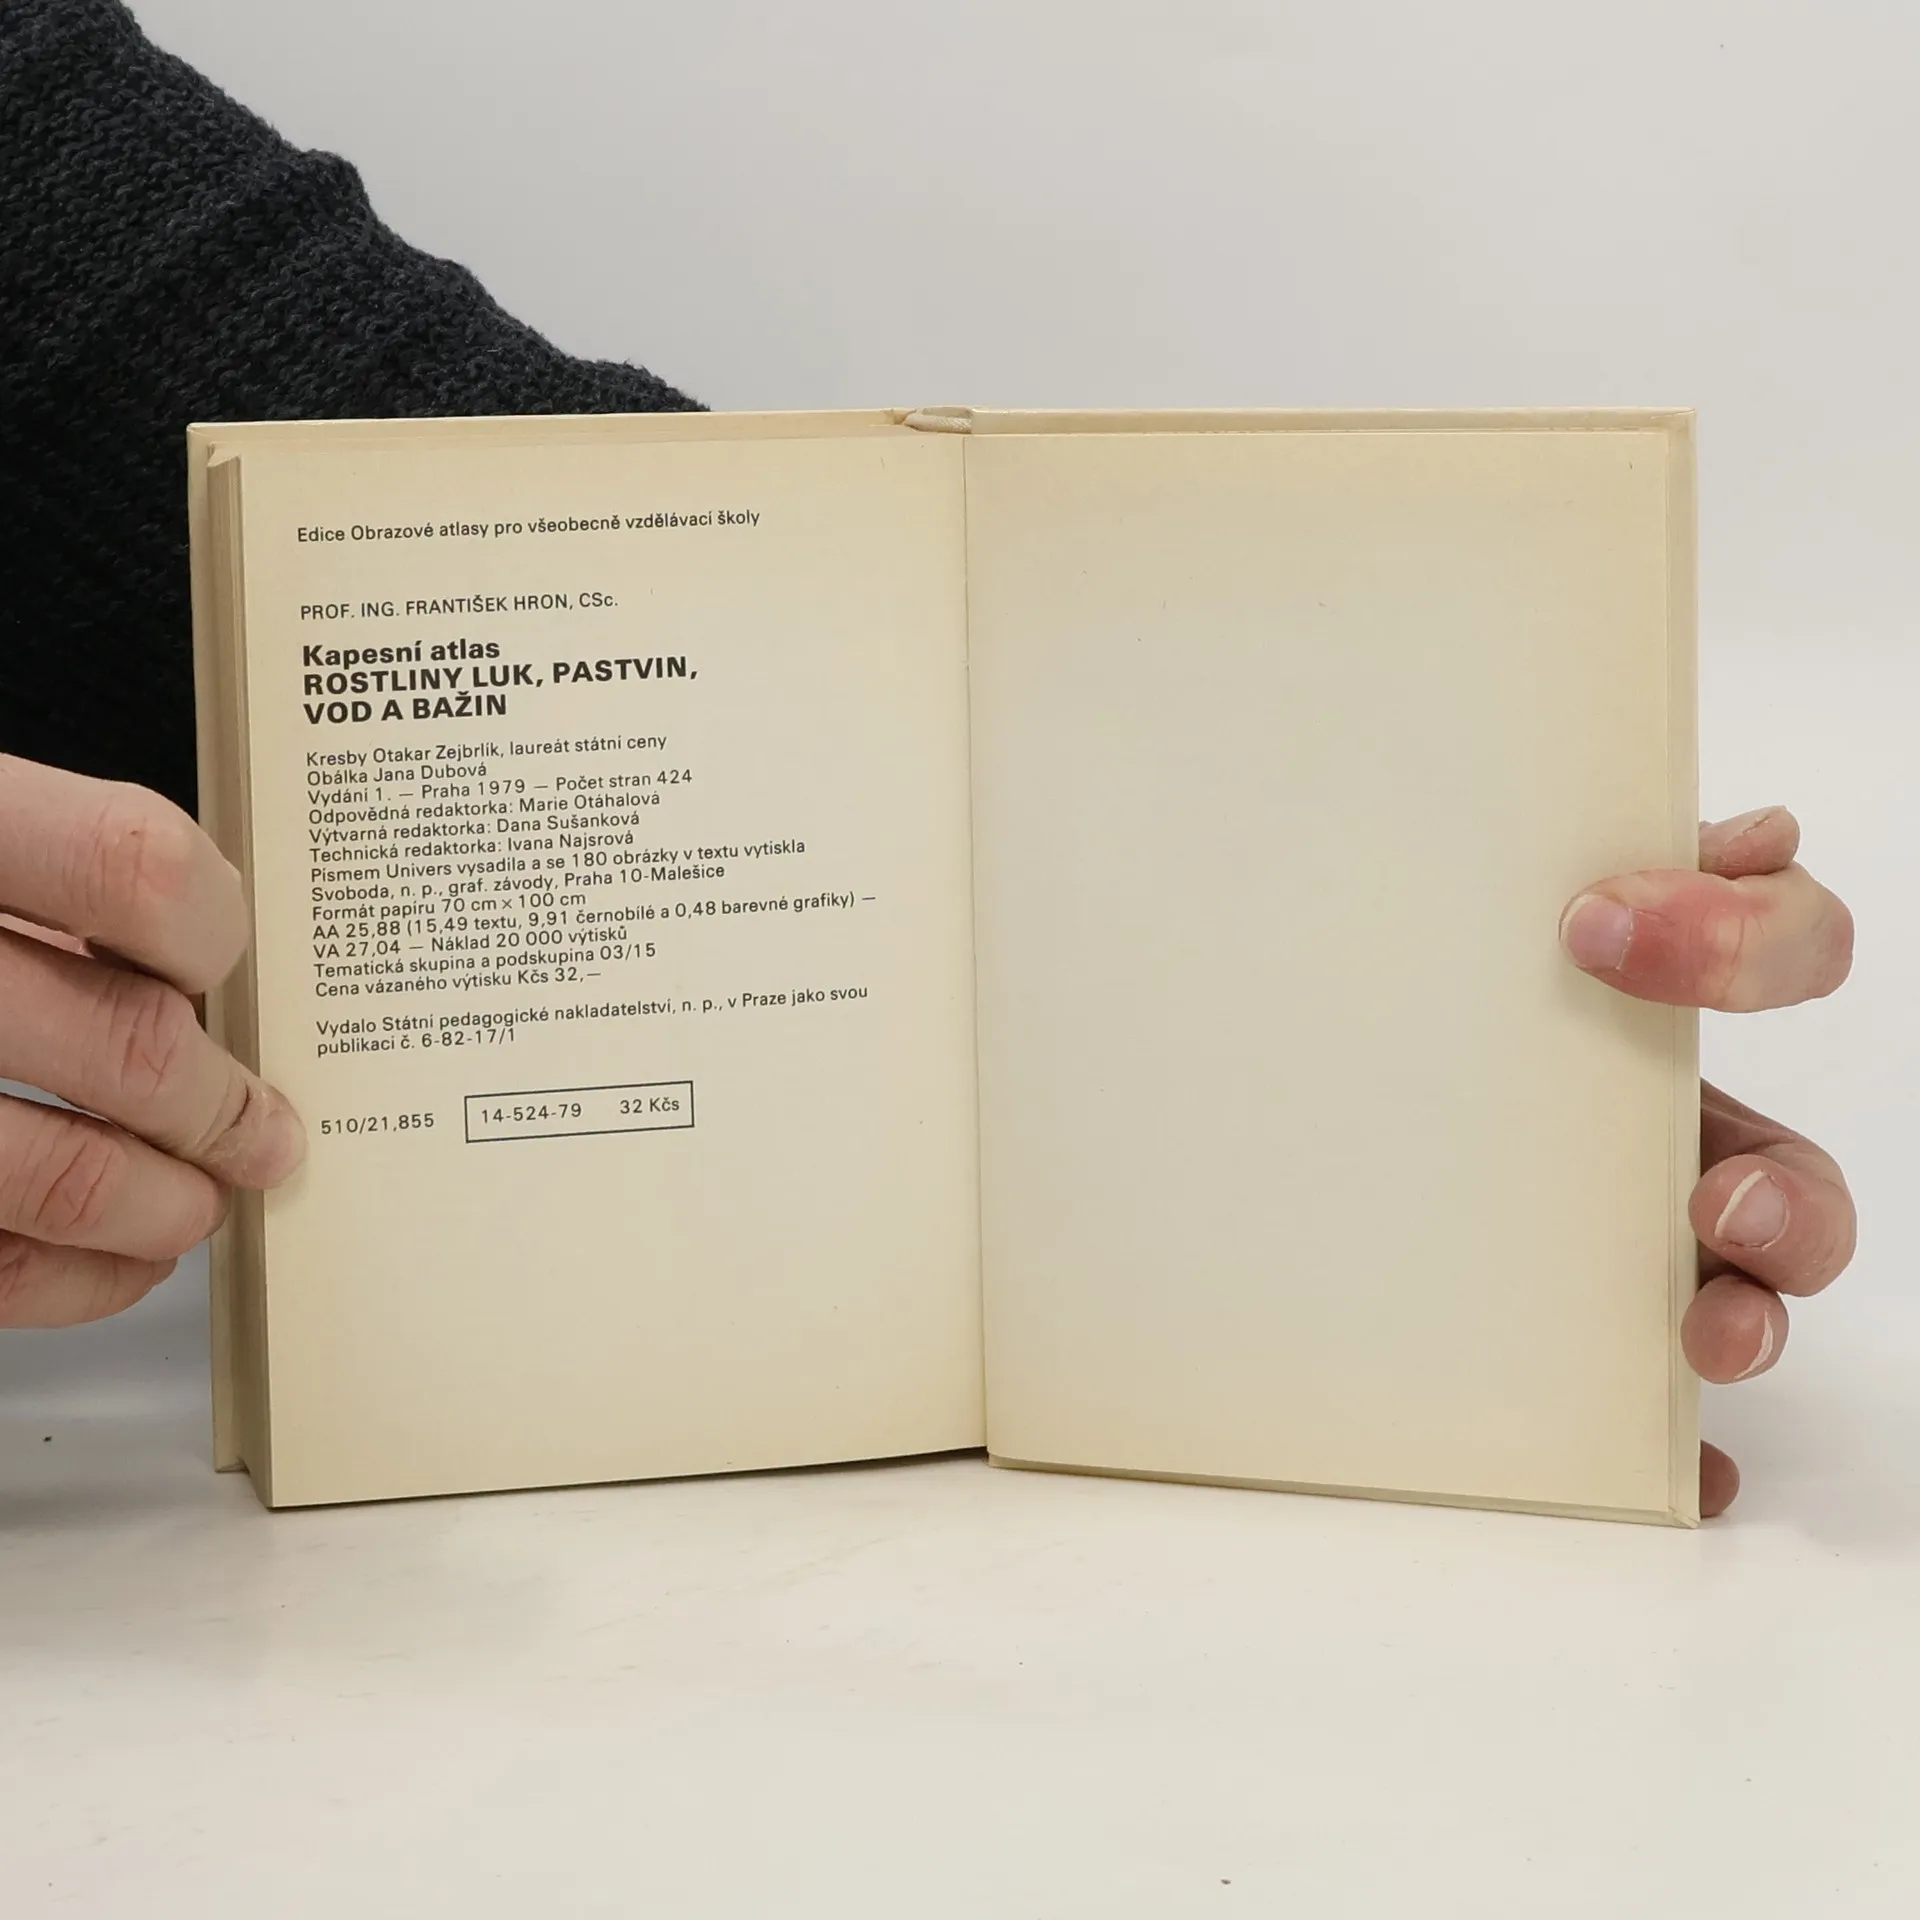 Edice Obrazové atlasy pro všeobecně vzdělávací školy
PROF. ING. FRANTIŠEK HRON, CSc.
Kapesní atlas
ROSTLINY LUK, PASTVIN,
VOD A BAŽIN
Kresby Otakar Zejbrlík, laureát státní ceny
Obálka Jana Dubová
Vydání 1. — Praha 1979 — Počet stran 424
Odpovědná redaktorka: Marie Otáhalová
Výtvarná redaktorka: Dana Sušanková
Technická redaktorka: Ivana Najsrová
Písmem Univers vysadila a se 180 obrázky v textu vytiskla
Svoboda, n. p., graf. závody, Praha 10-Malešice
Formát papíru 70 cm × 100 cm
AA 25,88 (15,49 textu, 9,91 černobílé a 0,48 barevné grafiky) —
VA 27,04 — Náklad 20 000 výtisků
Tematická skupina a podskupina 03/15
Cena vázaného výtisku Kčs 32,—
Vydalo Státní pedagogické nakladatelství, n. p., v Praze jako svou
publikaci č. 6-82-17/1
510/21,855 14-524-79 32 Kčs